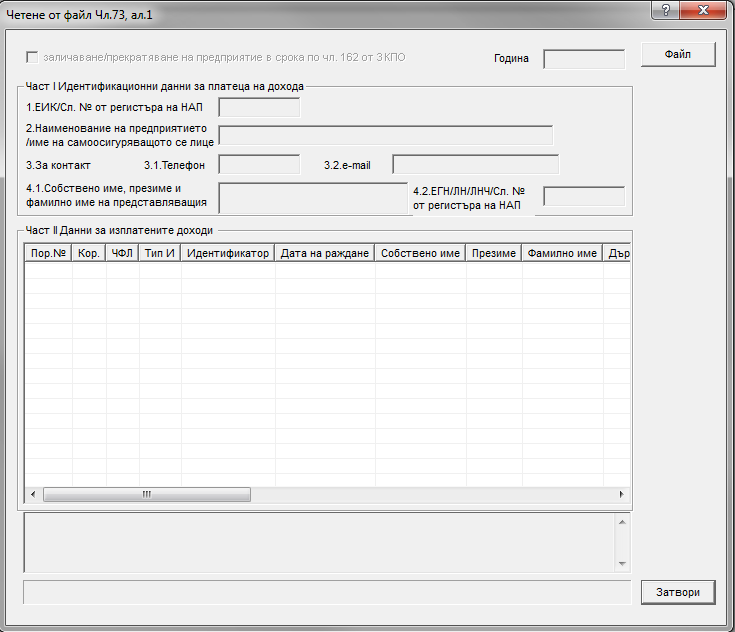 Четене от файл Чл.73, ал.1
заличаване/прекратяване на предприятие в срока по чл. 162 от ЗКПО
Година
Файл
Част I Идентификационни данни за платеца на дохода
1.ЕИК/Сл. № от регистъра на НАП
2.Наименование на предприятието
/име на самоосигуряващото се лице
3.За контакт 3.1.Телефон 3.2.e-mail
4.1.Собствено име, презиме и
фамилно име на представляващия
4.2.ЕГН/ЛН/ЛНЧ/Сл. №
от регистъра на НАП
Част II Данни за изплатените доходи
Пор.№ Кор. ЧФЛ Тип И Идентификатор Дата на раждане Собствено име Презиме Фамилно име Дър
Затвори